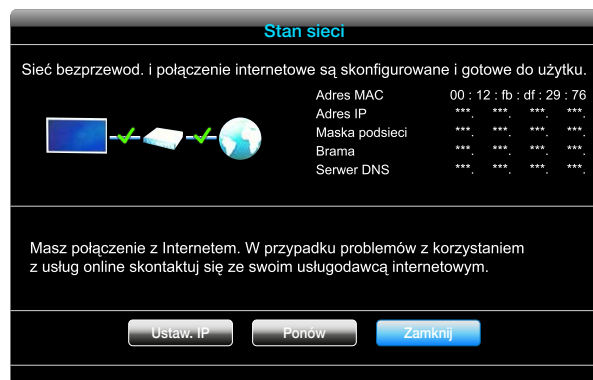 Stan sieci
Sieć bezprzewod. i połączenie internetowe są skonfigurowane i gotowe do użytku.
Adres MAC 00 : 12 : fb : df : 29 : 76
Adres IP ***. ***. ***. ***.
Maska podsieci ***. ***. ***. ***.
Brama ***. ***. ***. ***.
Serwer DNS ***. ***. ***. ***.
Masz połączenie z Internetem. W przypadku problemów z korzystaniem
z usług online skontaktuj się ze swoim usługodawcą internetowym.
Ustaw. IP Ponów Zamknij